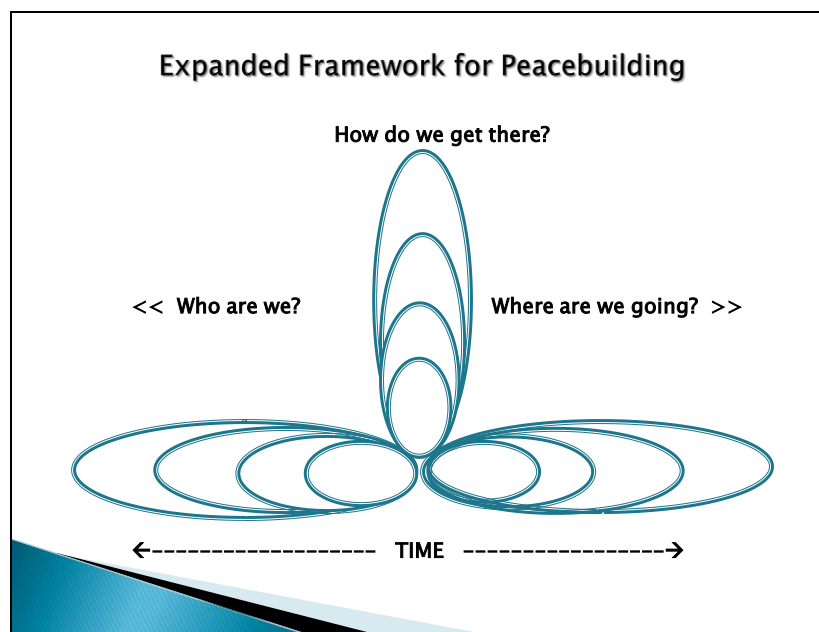 Expanded Framework for Peacebuilding
How do we get there?
<< Who are we?
Where are we going? >>
←------------------- TIME -----------------→